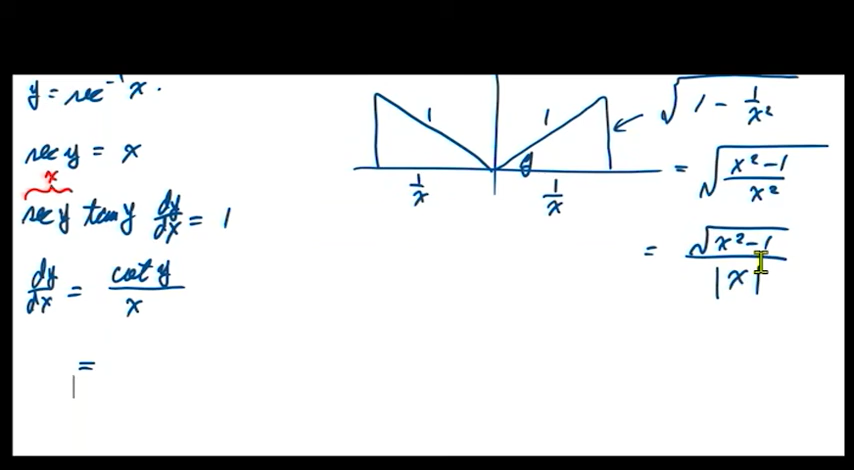 y = sec⁻¹ x.
sec y = x
x
sec y tan y dy/dx = 1
dy/dx = cot y / x
=
1 1
1/x 1/x
√(1 - 1/x²)
= √((x²-1)/x²)
= √(x²-1) / |x|